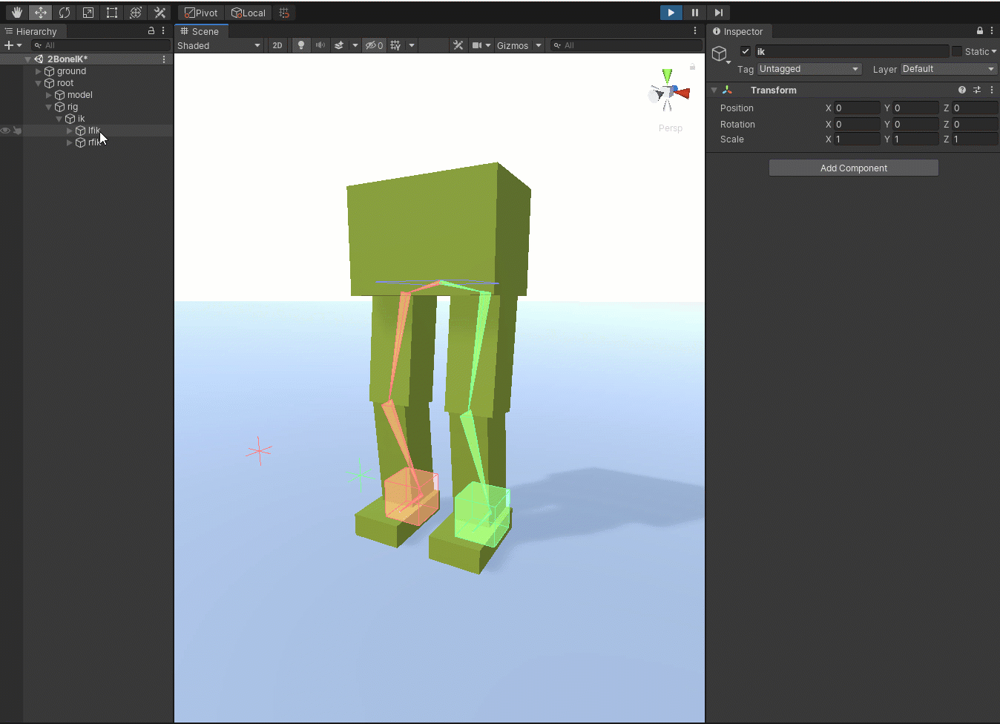 Pivot Local
Hierarchy
All
2BoneIK*
ground
root
model
rig
ik
lfik
rfik
Scene
Shaded 2D 0 Gizmos All
Persp
Inspector
ik Static
Tag Untagged Layer Default
Transform
Position X 0 Y 0 Z 0
Rotation X 0 Y 0 Z 0
Scale X 1 Y 1 Z 1
Add Component